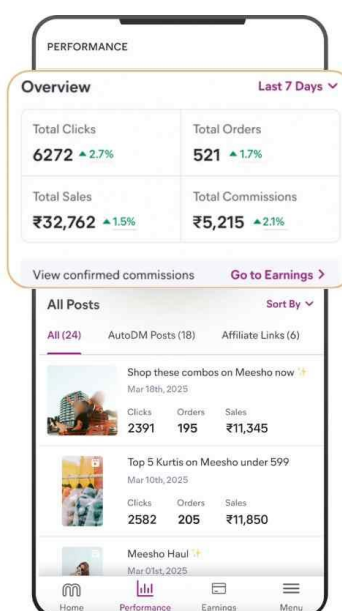 PERFORMANCE
Overview
Last 7 Days
Total Clicks
Total Orders
6272 ▲ 2.7%
521 ▲ 1.7%
Total Sales
Total Commissions
₹32,762 ▲ 1.5%
₹5,215 ▲ 2.1%
View confirmed commissions
Go to Earnings >
All Posts
Sort By
All (24)
AutoDM Posts (18)
Affiliate Links (6)
Shop these combos on Meesho now ✨
Mar 18th, 2025
Clicks Orders Sales
2391 195 ₹11,345
Top 5 Kurtis on Meesho under 599
Mar 10th, 2025
Clicks Orders Sales
2582 205 ₹11,850
Meesho Haul ✨
Mar 01st, 2025
Home Performance Earnings Menu